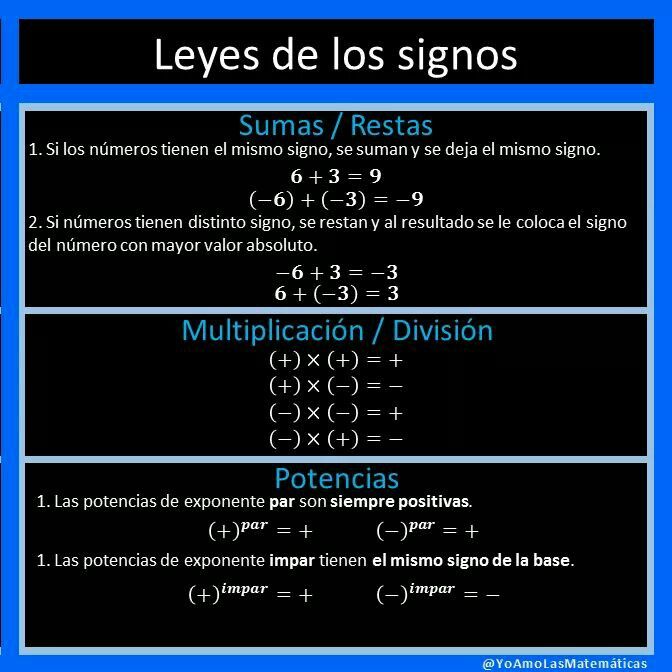 Leyes de los signos
Sumas / Restas
1. Si los números tienen el mismo signo, se suman y se deja el mismo signo.
6 + 3 = 9
(−6) + (−3) = −9
2. Si números tienen distinto signo, se restan y al resultado se le coloca el signo
del número con mayor valor absoluto.
−6 + 3 = −3
6 + (−3) = 3
Multiplicación / División
(+) × (+) = +
(+) × (−) = −
(−) × (−) = +
(−) × (+) = −
Potencias
1. Las potencias de exponente par son siempre positivas.
(+)^par = + (−)^par = +
1. Las potencias de exponente impar tienen el mismo signo de la base.
(+)^impar = + (−)^impar = −
@YoAmoLasMatemáticas